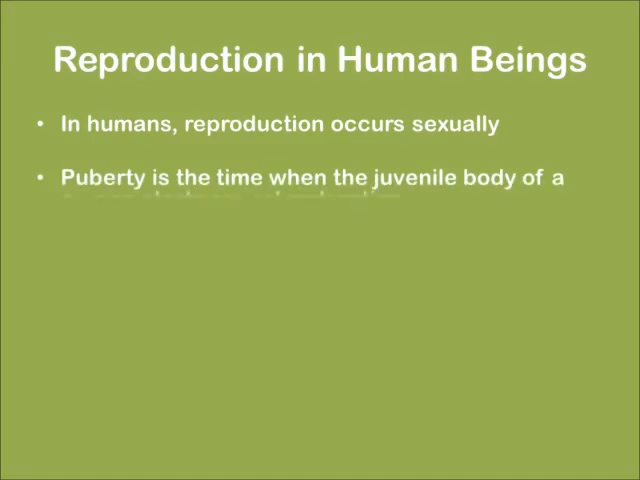 Reproduction in Human Beings
• In humans, reproduction occurs sexually
• Puberty is the time when the juvenile body of a